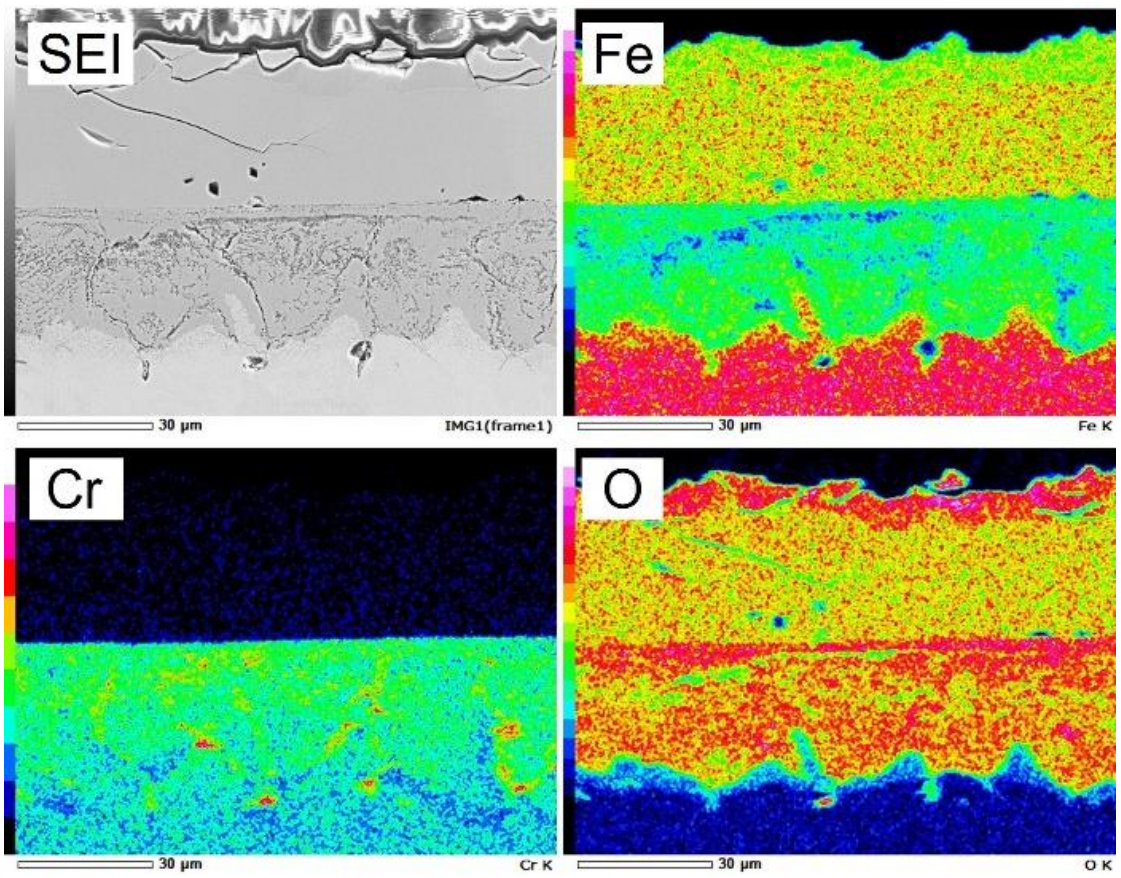 SEI
30 μm
IMG1(frame1)
Fe
30 μm
Fe K
Cr
30 μm
Cr K
O
30 μm
O K